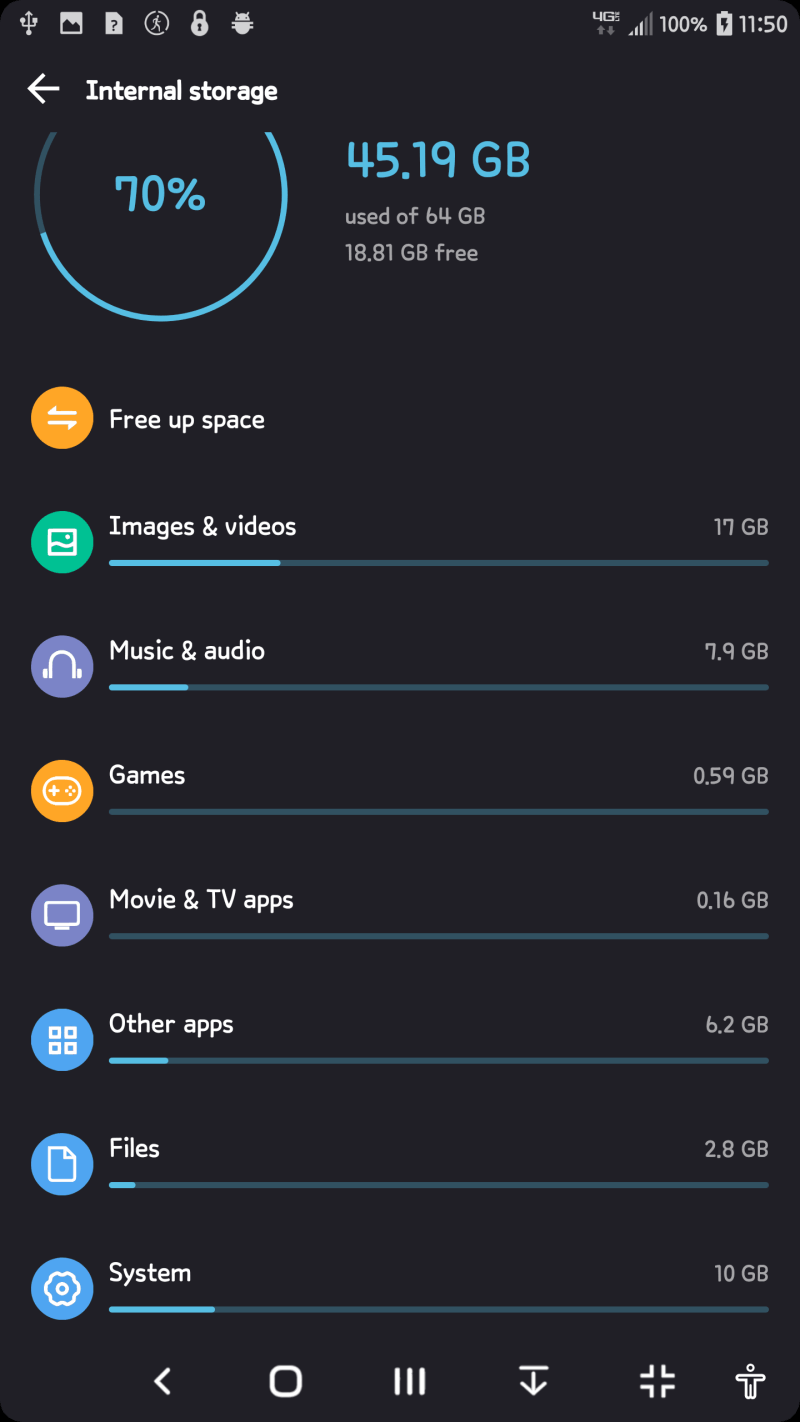 4GE 100% 11:50
Internal storage
70%
45.19 GB
used of 64 GB
18.81 GB free
Free up space
Images & videos 17 GB
Music & audio 7.9 GB
Games 0.59 GB
Movie & TV apps 0.16 GB
Other apps 6.2 GB
Files 2.8 GB
System 10 GB